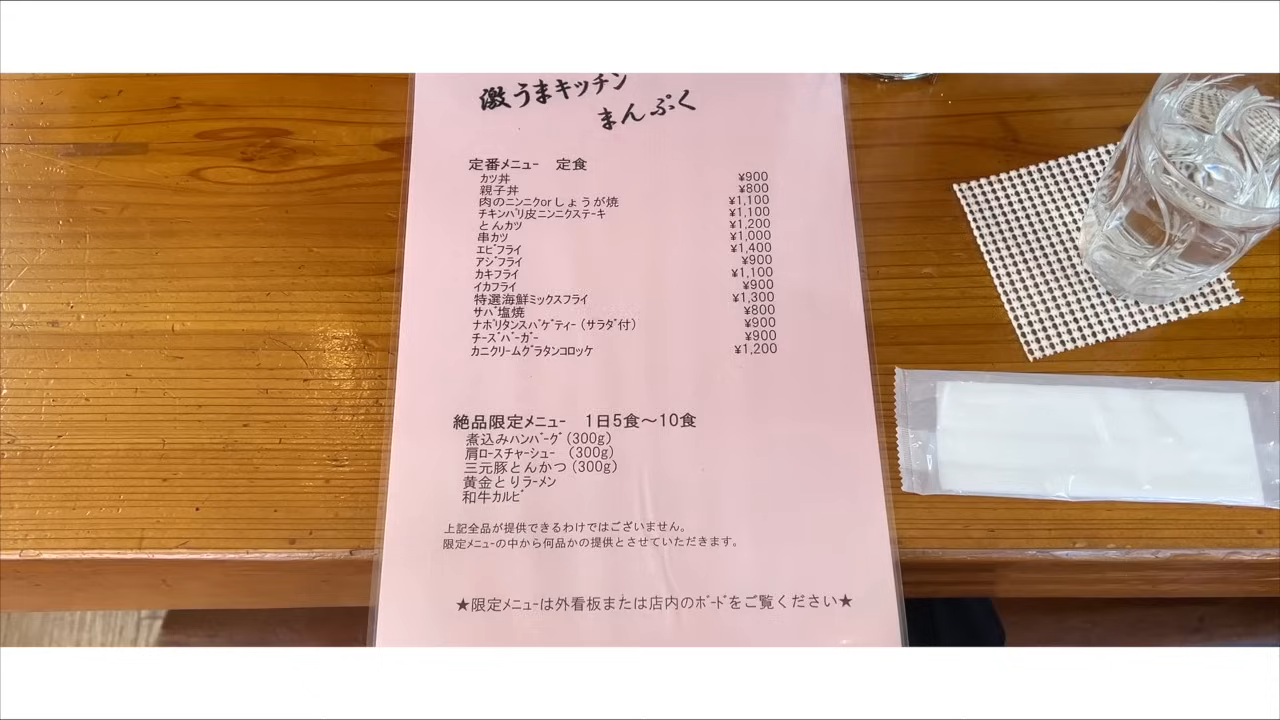 激うまキッチン
まんぷく
定番メニュー 定食
カツ丼 ¥900
親子丼 ¥800
肉のニンニクorしょうが焼 ¥1,100
チキンパリ皮ニンニクステーキ ¥1,100
とんカツ ¥1,200
串カツ ¥1,000
エビフライ ¥1,400
アジフライ ¥900
カキフライ ¥1,100
イカフライ ¥900
特選海鮮ミックスフライ ¥1,300
サバ塩焼 ¥800
ナポリタンスパゲティー(サラダ付) ¥900
チーズバーガー ¥900
カニクリームグラタンコロッケ ¥1,200
絶品限定メニュー 1日5食～10食
煮込みハンバーグ(300g)
肩ロースチャーシュー (300g)
三元豚とんかつ(300g)
黄金とりラーメン
和牛カルビ
上記全品が提供できるわけではございません。
限定メニューの中から何品かの提供とさせていただきます。
★限定メニューは外看板または店内のボードをご覧ください★